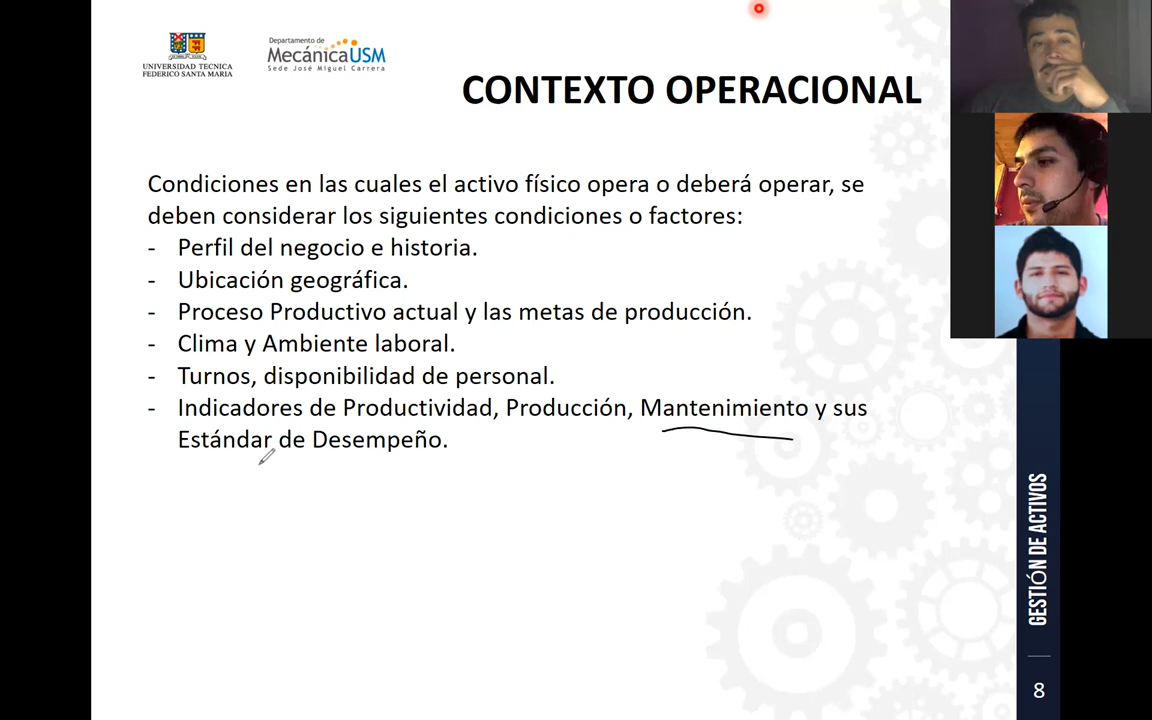 UNIVERSIDAD TECNICA
FEDERICO SANTA MARIA
Departamento de
MecánicaUSM
Sede José Miguel Carrera
CONTEXTO OPERACIONAL
Condiciones en las cuales el activo físico opera o deberá operar, se
deben considerar los siguientes condiciones o factores:
- Perfil del negocio e historia.
- Ubicación geográfica.
- Proceso Productivo actual y las metas de producción.
- Clima y Ambiente laboral.
- Turnos, disponibilidad de personal.
- Indicadores de Productividad, Producción, Mantenimiento y sus
Estándar de Desempeño.
GESTIÓN DE ACTIVOS
8